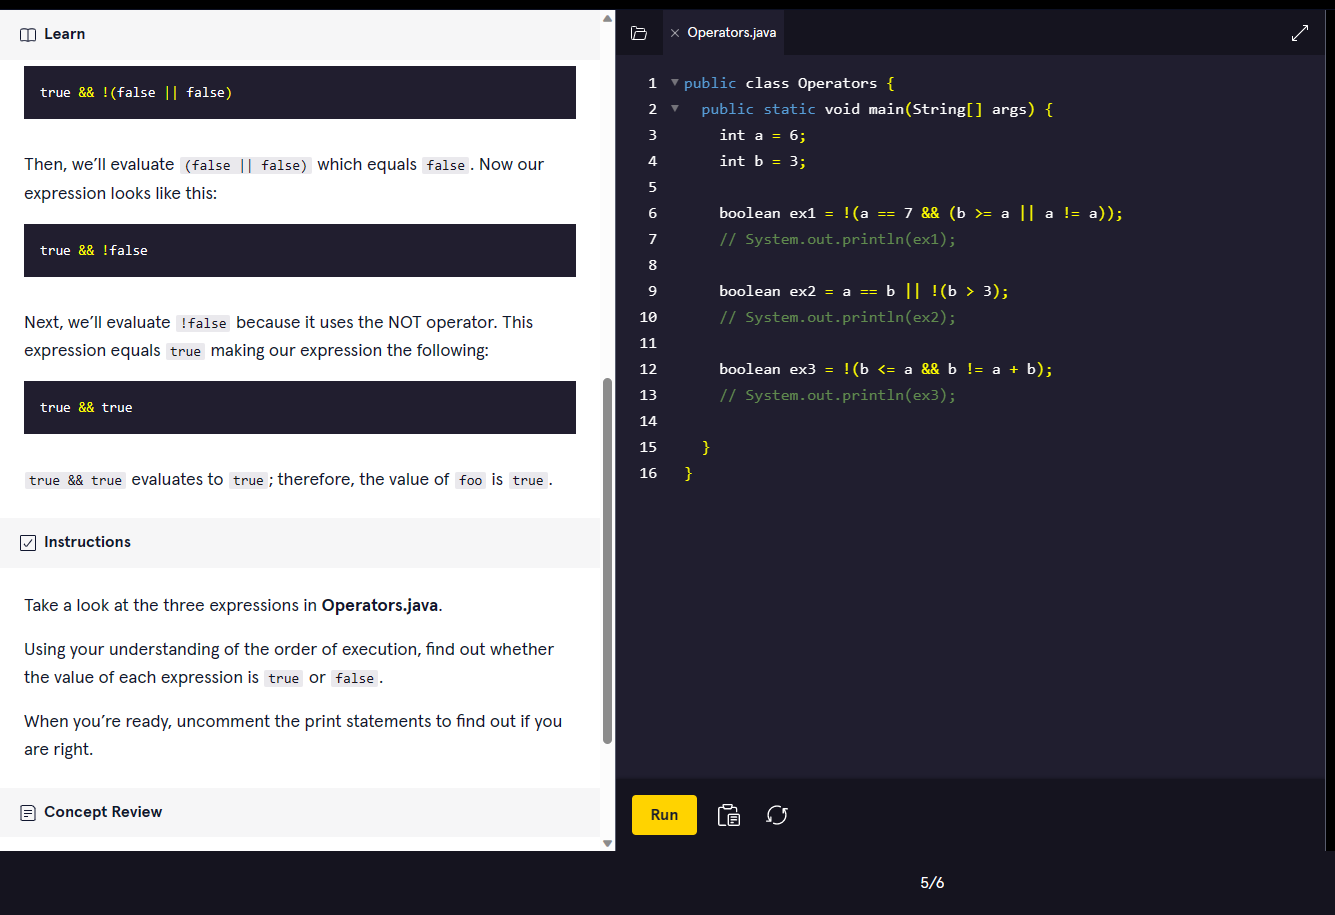 Learn
true && !(false || false)
Then, we’ll evaluate (false || false) which equals false. Now our
expression looks like this:
true && !false
Next, we’ll evaluate !false because it uses the NOT operator. This
expression equals true making our expression the following:
true && true
true && true evaluates to true; therefore, the value of foo is true.
Instructions
Take a look at the three expressions in Operators.java.
Using your understanding of the order of execution, find out whether
the value of each expression is true or false.
When you’re ready, uncomment the print statements to find out if you
are right.
Concept Review
Operators.java
1 public class Operators {
2 public static void main(String[] args) {
3 int a = 6;
4 int b = 3;
5
6 boolean ex1 = !(a == 7 && (b >= a || a != a));
7 // System.out.println(ex1);
8
9 boolean ex2 = a == b || !(b > 3);
10 // System.out.println(ex2);
11
12 boolean ex3 = !(b <= a && b != a + b);
13 // System.out.println(ex3);
14
15 }
16 }
Run
5/6